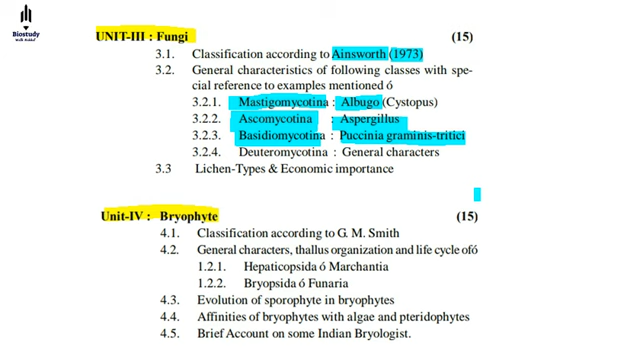 Biostudy
UNIT-III : Fungi (15)
3.1. Classification according to Ainsworth (1973)
3.2. General characteristics of following classes with spe-
cial reference to examples mentioned ó
3.2.1. Mastigomycotina : Albugo (Cystopus)
3.2.2. Ascomycotina : Aspergillus
3.2.3. Basidiomycotina : Puccinia graminis-tritici
3.2.4. Deuteromycotina : General characters
3.3 Lichen-Types & Economic importance
Unit-IV : Bryophyte (15)
4.1. Classification according to G. M. Smith
4.2. General characters, thallus organization and life cycle ofó
1.2.1. Hepaticopsida ó Marchantia
1.2.2. Bryopsida ó Funaria
4.3. Evolution of sporophyte in bryophytes
4.4. Affinities of bryophytes with algae and pteridophytes
4.5. Brief Account on some Indian Bryologist.